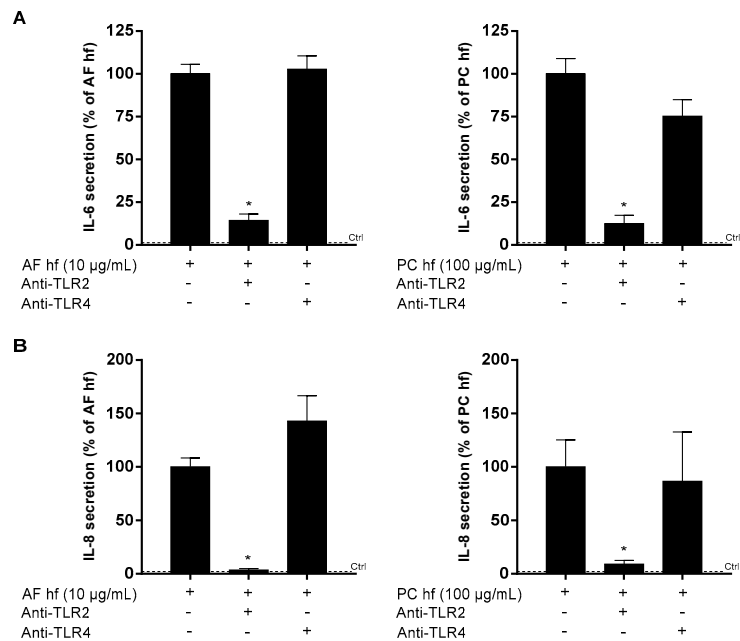 A
IL-6 secretion (% of AF hf)
125
100
75
50
25
0
*
Ctrl
AF hf (10 µg/mL) + + +
Anti-TLR2 - + -
Anti-TLR4 - - +
IL-6 secretion (% of PC hf)
125
100
75
50
25
0
*
Ctrl
PC hf (100 µg/mL) + + +
Anti-TLR2 - + -
Anti-TLR4 - - +
B
IL-8 secretion (% of AF hf)
200
150
100
50
0
*
Ctrl
AF hf (10 µg/mL) + + +
Anti-TLR2 - + -
Anti-TLR4 - - +
IL-8 secretion (% of PC hf)
200
150
100
50
0
*
Ctrl
PC hf (100 µg/mL) + + +
Anti-TLR2 - + -
Anti-TLR4 - - +